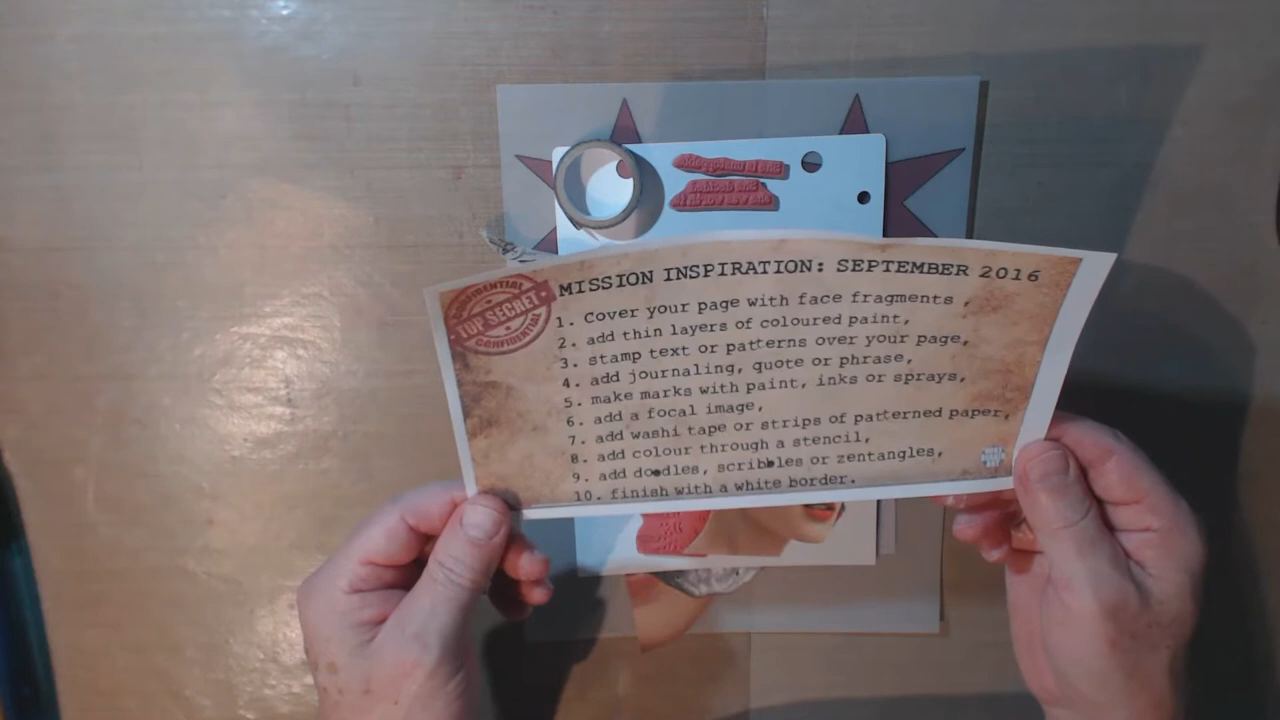 MISSION INSPIRATION: SEPTEMBER 2016
CONFIDENTIAL
TOP SECRET
CONFIDENTIAL
1. Cover your page with face fragments ,
2. add thin layers of coloured paint,
3. stamp text or patterns over your page,
4. add journaling, quote or phrase,
5. make marks with paint, inks or sprays,
6. add a focal image,
7. add washi tape or strips of patterned paper,
8. add colour through a stencil,
9. add doodles, scribbles or zentangles,
10. finish with a white border.